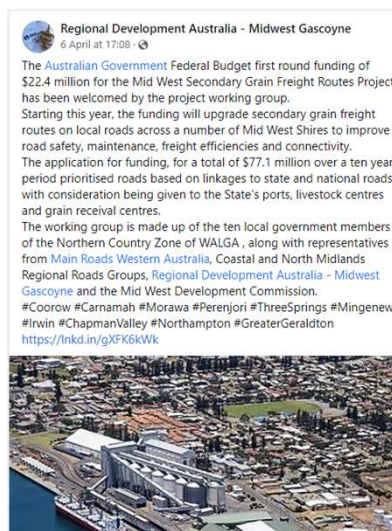 Regional Development Australia - Midwest Gascoyne
6 April at 17:08 ·
The Australian Government Federal Budget first round funding of
$22.4 million for the Mid West Secondary Grain Freight Routes Project
has been welcomed by the project working group.
Starting this year, the funding will upgrade secondary grain freight
routes on local roads across a number of Mid West Shires to improve
road safety, maintenance, freight efficiencies and connectivity.
The application for funding, for a total of $77.1 million over a ten year
period prioritised roads based on linkages to state and national roads
with consideration being given to the State's ports, livestock centres
and grain receival centres.
The working group is made up of the ten local government members
of the Northern Country Zone of WALGA , along with representatives
from Main Roads Western Australia, Coastal and North Midlands
Regional Roads Groups, Regional Development Australia - Midwest
Gascoyne and the Mid West Development Commission.
#Coorow #Carnamah #Morawa #Perenjori #ThreeSprings #Mingenew
#Irwin #ChapmanValley #Northampton #GreaterGeraldton
https://lnkd.in/gXFK6kWk